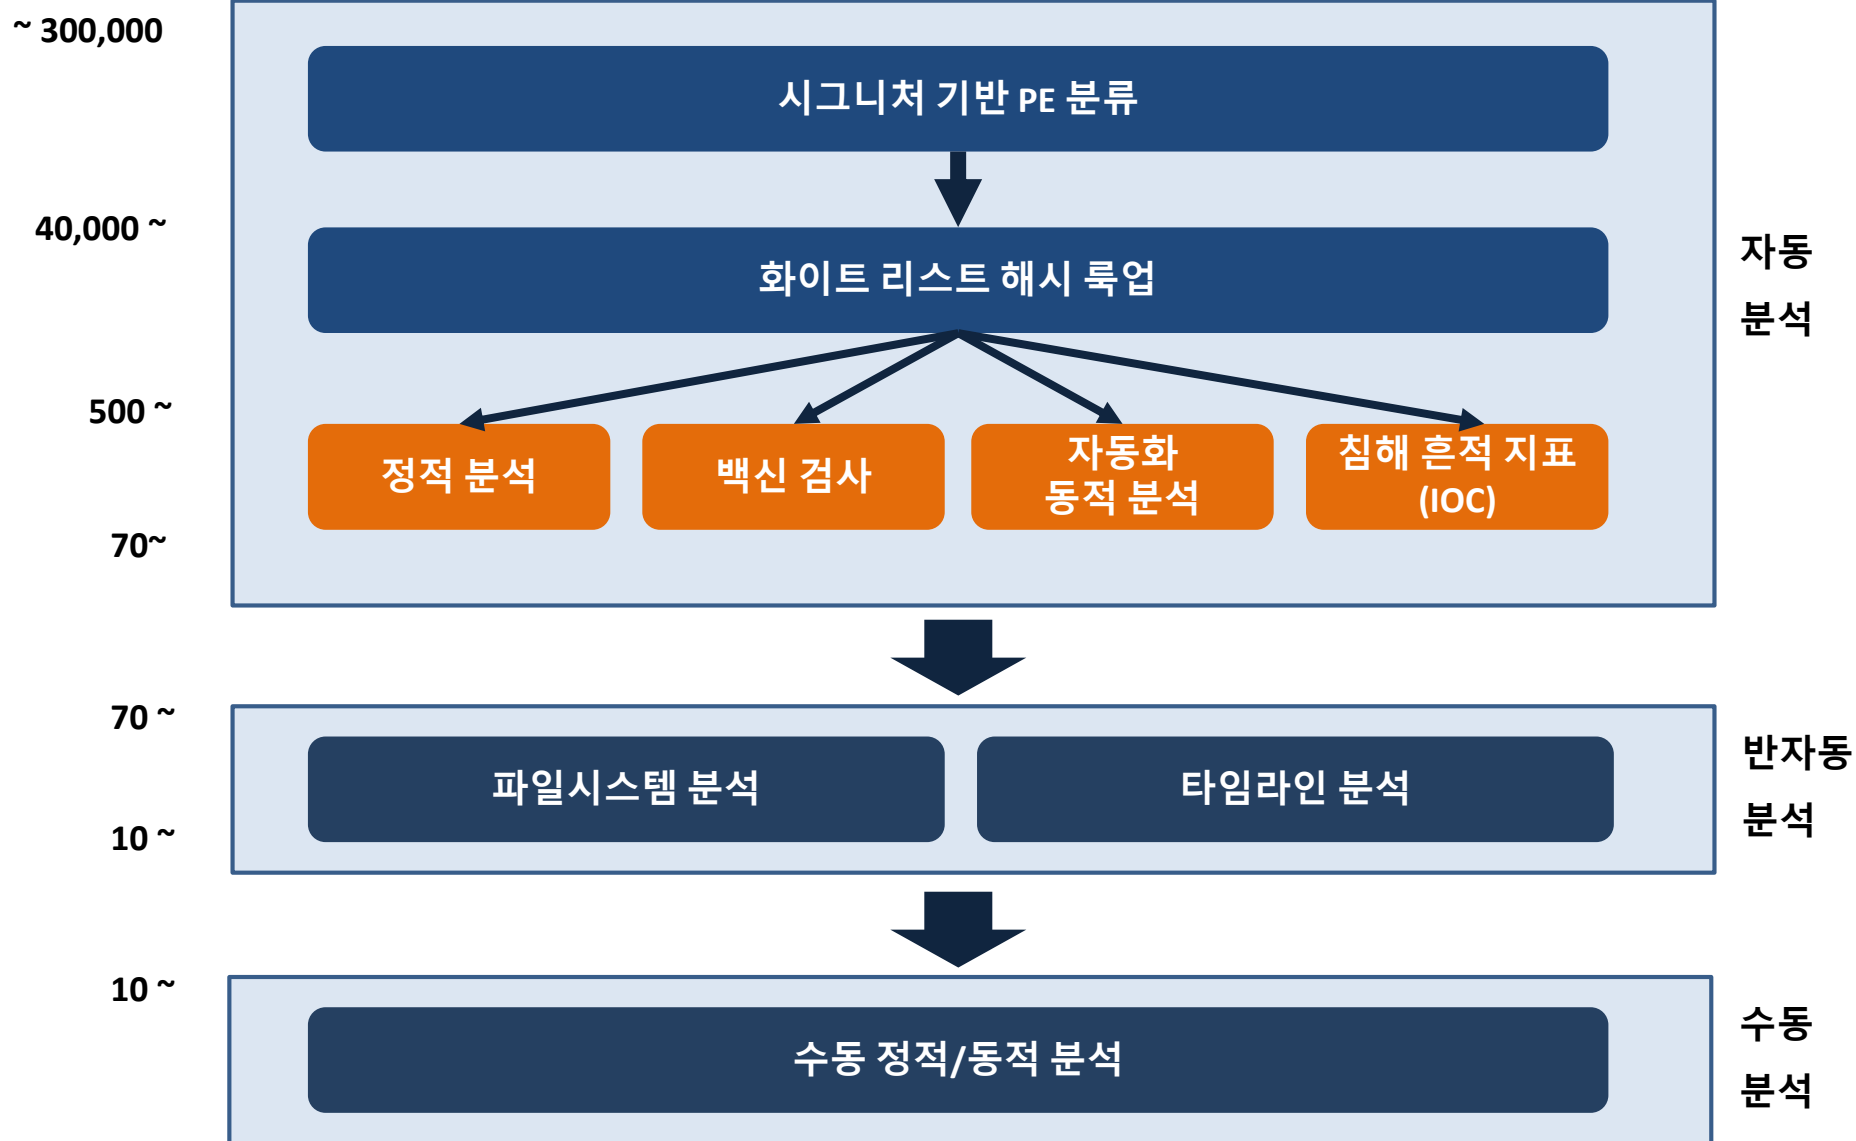 ~ 300,000
시그니쳐 기반 PE 분류
40,000 ~
화이트 리스트 해시 룩업
자동
분석
500 ~
정적 분석
백신 검사
자동화
동적 분석
침해 흔적 지표
(IOC)
70~
70 ~
파일시스템 분석
타임라인 분석
반자동
분석
10 ~
10 ~
수동 정적/동적 분석
수동
분석